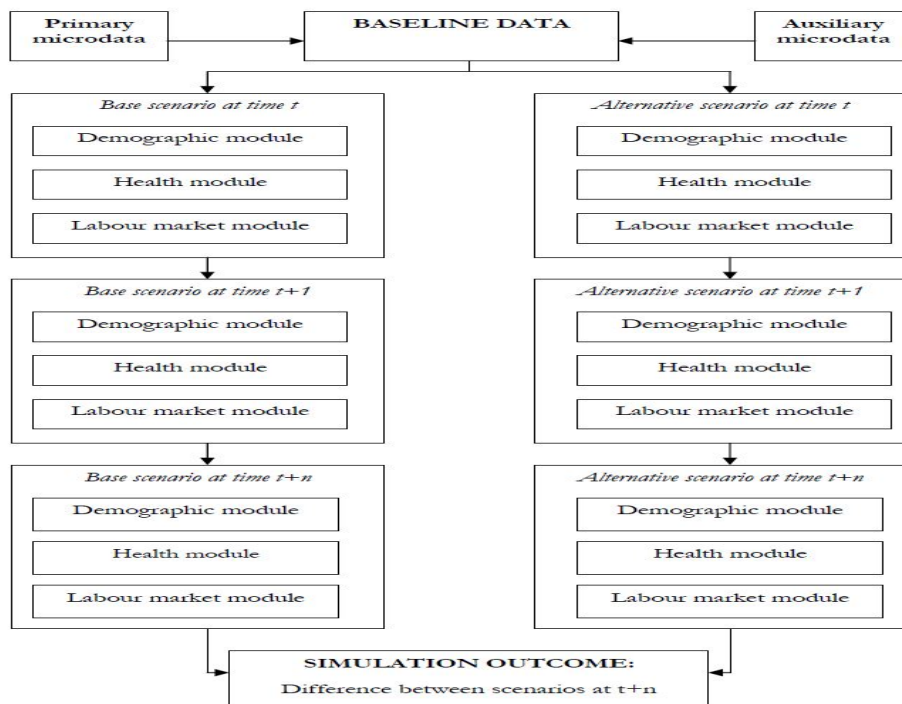 Primary
microdata
BASELINE DATA
Auxiliary
microdata
Base scenario at time t
Demographic module
Health module
Labour market module
Alternative scenario at time t
Demographic module
Health module
Labour market module
Base scenario at time t+1
Demographic module
Health module
Labour market module
Alternative scenario at time t+1
Demographic module
Health module
Labour market module
Base scenario at time t+n
Demographic module
Health module
Labour market module
Alternative scenario at time t+n
Demographic module
Health module
Labour market module
SIMULATION OUTCOME:
Difference between scenarios at t+n